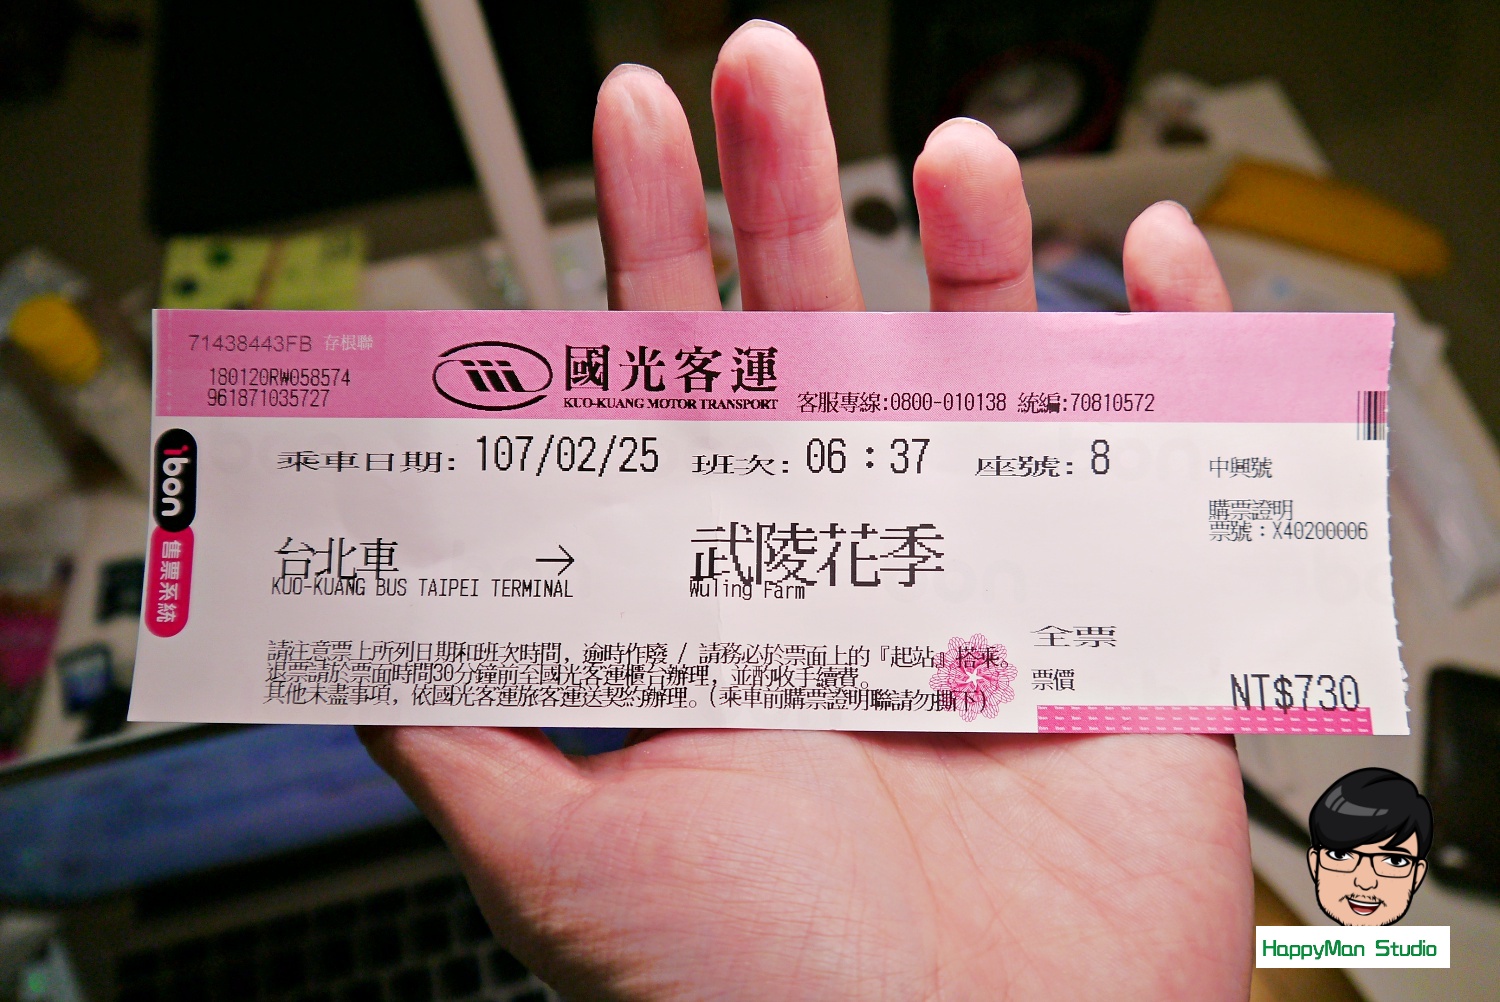 71438443FB 存根聯
180120RW058574
961871035727
國光客運
KUO-KUANG MOTOR TRANSPORT
客服專線:0800-010138 統編:70810572
ibon
售票系統
乘車日期: 107/02/25 班次: 06:37 座號: 8
中興號
購票證明
票號:X40200006
台北車 → 武陵花季
KUO-KUANG BUS TAIPEI TERMINAL Wuling Farm
請注意票上所列日期和班次時間,逾時作廢 / 請務必於票面上的『起站』搭乘。
退票請於票面時間30分鐘前至國光客運櫃台辦理,並酌收手續費。
其他未盡事項,依國光客運旅客運送契約辦理。(乘車前購票證明聯請勿撕下)
全票
票價 NT$730
HappyMan Studio